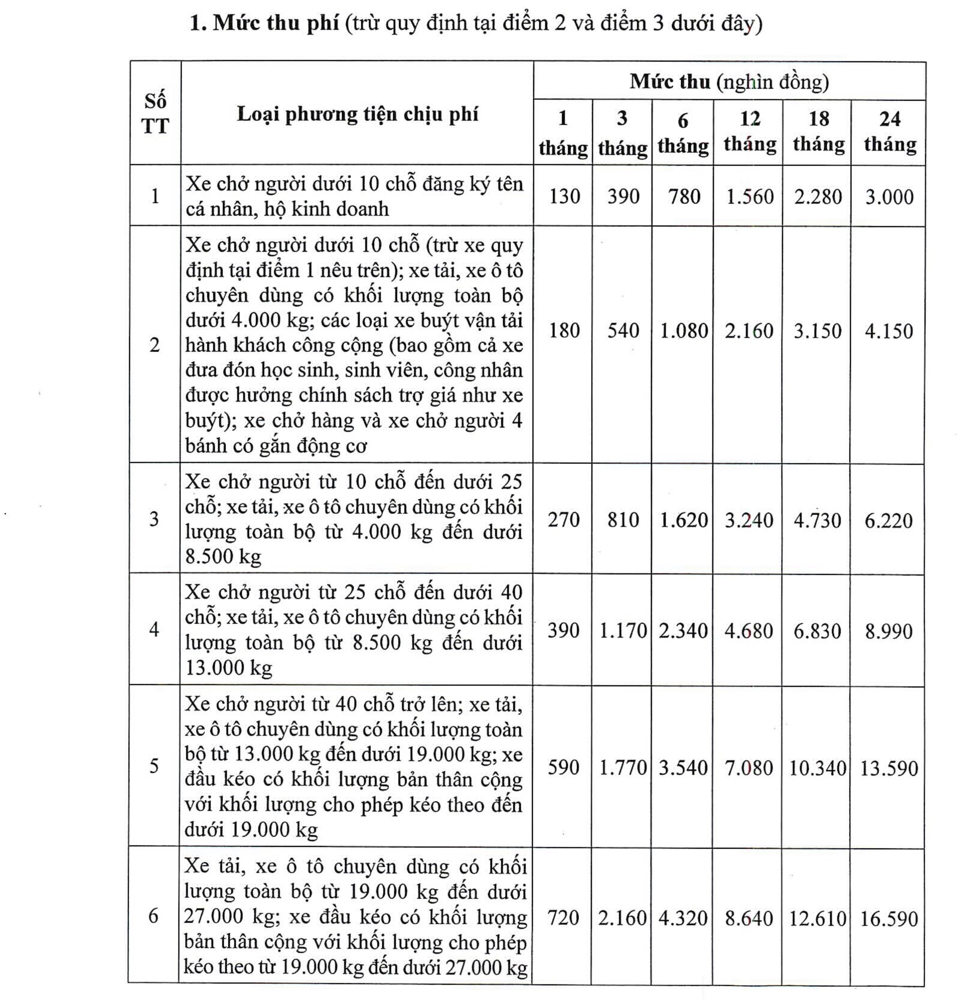 1. Mức thu phí (trừ quy định tại điểm 2 và điểm 3 dưới đây)
Số
TT
Loại phương tiện chịu phí
Mức thu (nghìn đồng)
1
tháng
3
tháng
6
tháng
12
tháng
18
tháng
24
tháng
1
Xe chở người dưới 10 chỗ đăng ký tên
cá nhân, hộ kinh doanh
130
390
780
1.560
2.280
3.000
2
Xe chở người dưới 10 chỗ (trừ xe quy
định tại điểm 1 nêu trên); xe tải, xe ô tô
chuyên dùng có khối lượng toàn bộ
dưới 4.000 kg; các loại xe buýt vận tải
hành khách công cộng (bao gồm cả xe
đưa đón học sinh, sinh viên, công nhân
được hưởng chính sách trợ giá như xe
buýt); xe chở hàng và xe chở người 4
bánh có gắn động cơ
180
540
1.080
2.160
3.150
4.150
3
Xe chở người từ 10 chỗ đến dưới 25
chỗ; xe tải, xe ô tô chuyên dùng có khối
lượng toàn bộ từ 4.000 kg đến dưới
8.500 kg
270
810
1.620
3.240
4.730
6.220
4
Xe chở người từ 25 chỗ đến dưới 40
chỗ; xe tải, xe ô tô chuyên dùng có khối
lượng toàn bộ từ 8.500 kg đến dưới
13.000 kg
390
1.170
2.340
4.680
6.830
8.990
5
Xe chở người từ 40 chỗ trở lên; xe tải,
xe ô tô chuyên dùng có khối lượng toàn
bộ từ 13.000 kg đến dưới 19.000 kg; xe
đầu kéo có khối lượng bản thân cộng
với khối lượng cho phép kéo theo đến
dưới 19.000 kg
590
1.770
3.540
7.080
10.340
13.590
6
Xe tải, xe ô tô chuyên dùng có khối
lượng toàn bộ từ 19.000 kg đến dưới
27.000 kg; xe đầu kéo có khối lượng
bản thân cộng với khối lượng cho phép
kéo theo từ 19.000 kg đến dưới 27.000 kg
720
2.160
4.320
8.640
12.610
16.590